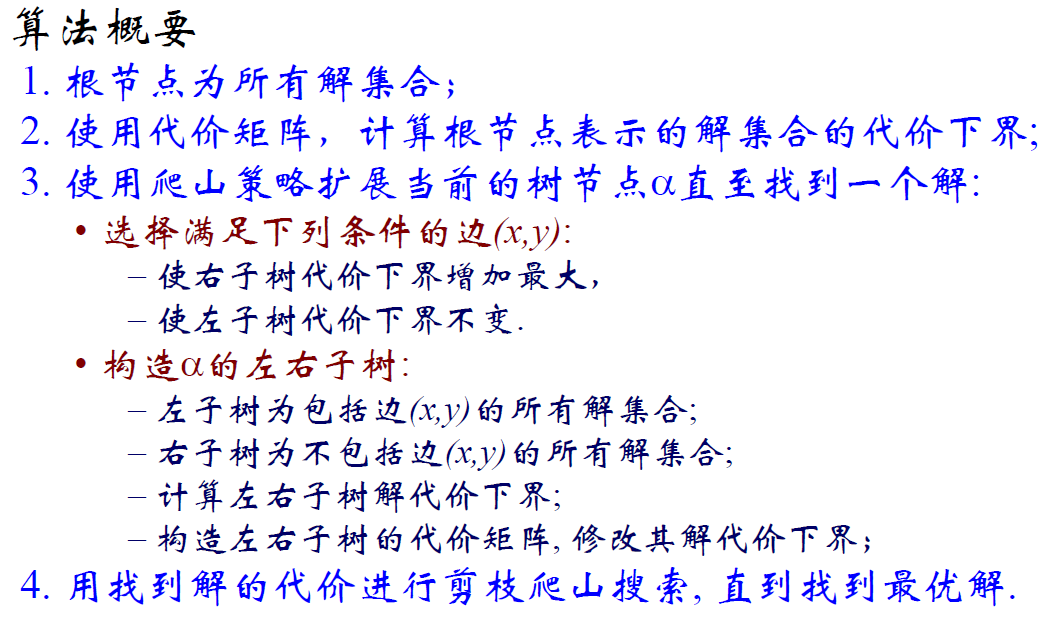 算法概要
1. 根节点为所有解集合;
2. 使用代价矩阵, 计算根节点表示的解集合的代价下界;
3. 使用爬山策略扩展当前的树节点α直至找到一个解:
• 选择满足下列条件的边(x,y):
– 使右子树代价下界增加最大,
– 使左子树代价下界不变.
• 构造α的左右子树:
– 左子树为包括边(x,y)的所有解集合;
– 右子树为不包括边(x,y)的所有解集合;
– 计算左右子树解代价下界;
– 构造左右子树的代价矩阵, 修改其解代价下界;
4. 用找到解的代价进行剪枝爬山搜索, 直到找到最优解.